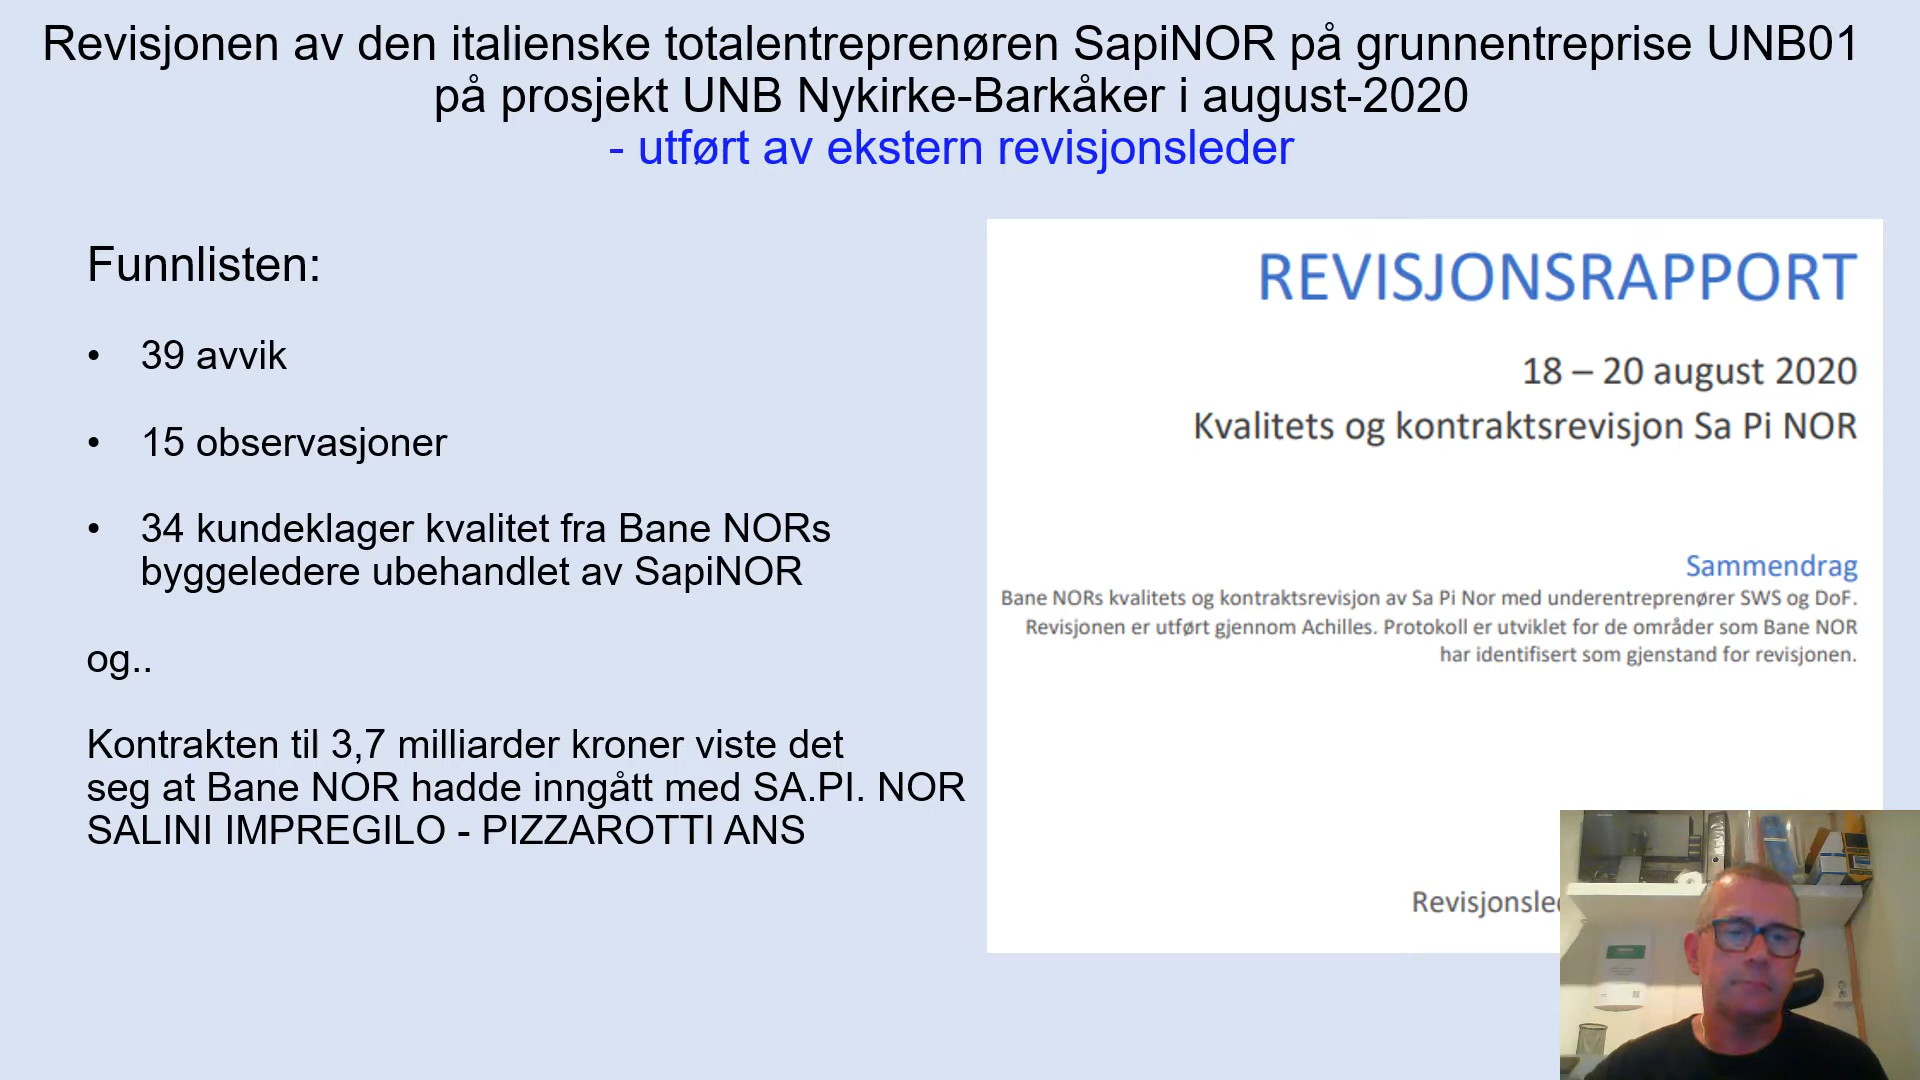 Revisjonen av den italienske totalentreprenøren SapiNOR på grunnentreprise UNB01
på prosjekt UNB Nykirke-Barkåker i august-2020
- utført av ekstern revisjonsleder
Funnlisten:
• 39 avvik
• 15 observasjoner
• 34 kundeklager kvalitet fra Bane NORs
byggeledere ubehandlet av SapiNOR
og..
Kontrakten til 3,7 milliarder kroner viste det
seg at Bane NOR hadde inngått med SA.PI. NOR
SALINI IMPREGILO - PIZZAROTTI ANS
REVISJONSRAPPORT
18 – 20 august 2020
Kvalitets og kontraktsrevisjon Sa Pi NOR
Sammendrag
Bane NORs kvalitets og kontraktsrevisjon av Sa Pi Nor med underentreprenører SWS og DoF.
Revisjonen er utført gjennom Achilles. Protokoll er utviklet for de områder som Bane NOR
har identifisert som gjenstand for revisjonen.